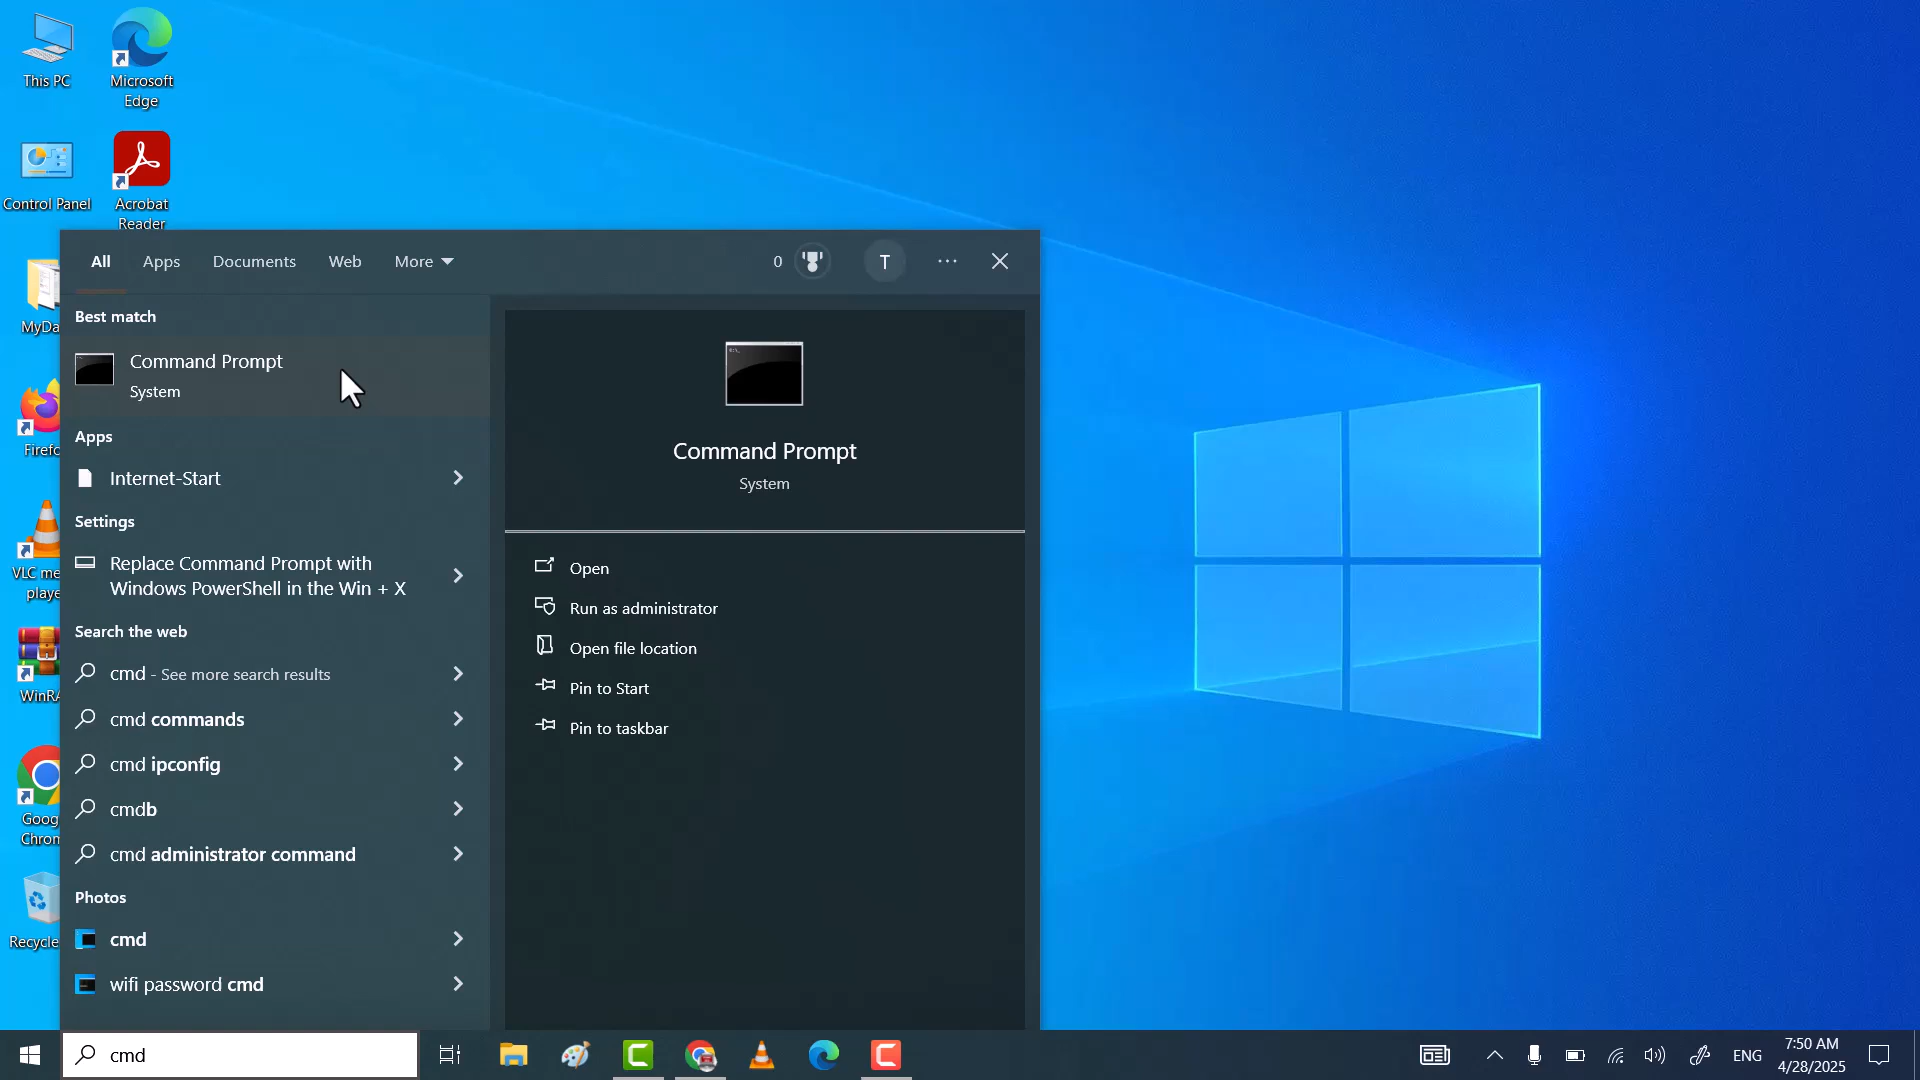 This PC
Microsoft
Edge
Control Panel
Acrobat
Reader
MyDa
Firefo
VLC me
playe
WinRA
Goog
Chrom
Recycle
All
Apps
Documents
Web
More
0
T
Best match
Command Prompt
System
Apps
Internet-Start
Settings
Replace Command Prompt with
Windows PowerShell in the Win + X
Search the web
cmd - See more search results
cmd commands
cmd ipconfig
cmdb
cmd administrator command
Photos
cmd
wifi password cmd
Command Prompt
System
Open
Run as administrator
Open file location
Pin to Start
Pin to taskbar
cmd
ENG
7:50 AM
4/28/2025